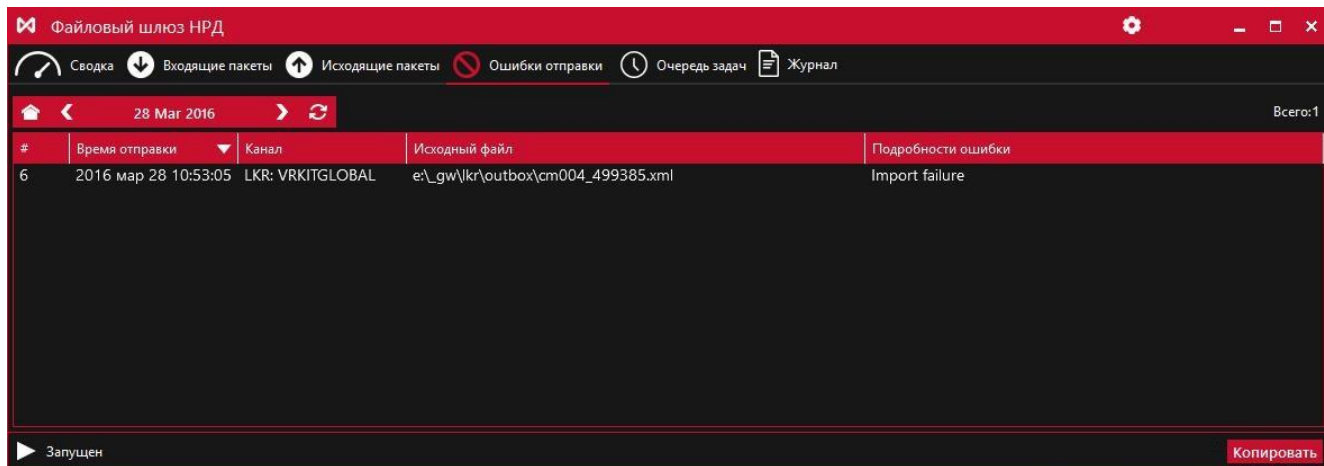 Файловый шлюз НРД
Сводка Входящие пакеты Исходящие пакеты Ошибки отправки Очередь задач Журнал
28 Mar 2016 Всего:1
# Время отправки Канал Исходный файл Подробности ошибки
6 2016 мар 28 10:53:05 LKR: VRKITGLOBAL e:\_gw\lkr\outbox\cm004_499385.xml Import failure
Запущен Копировать